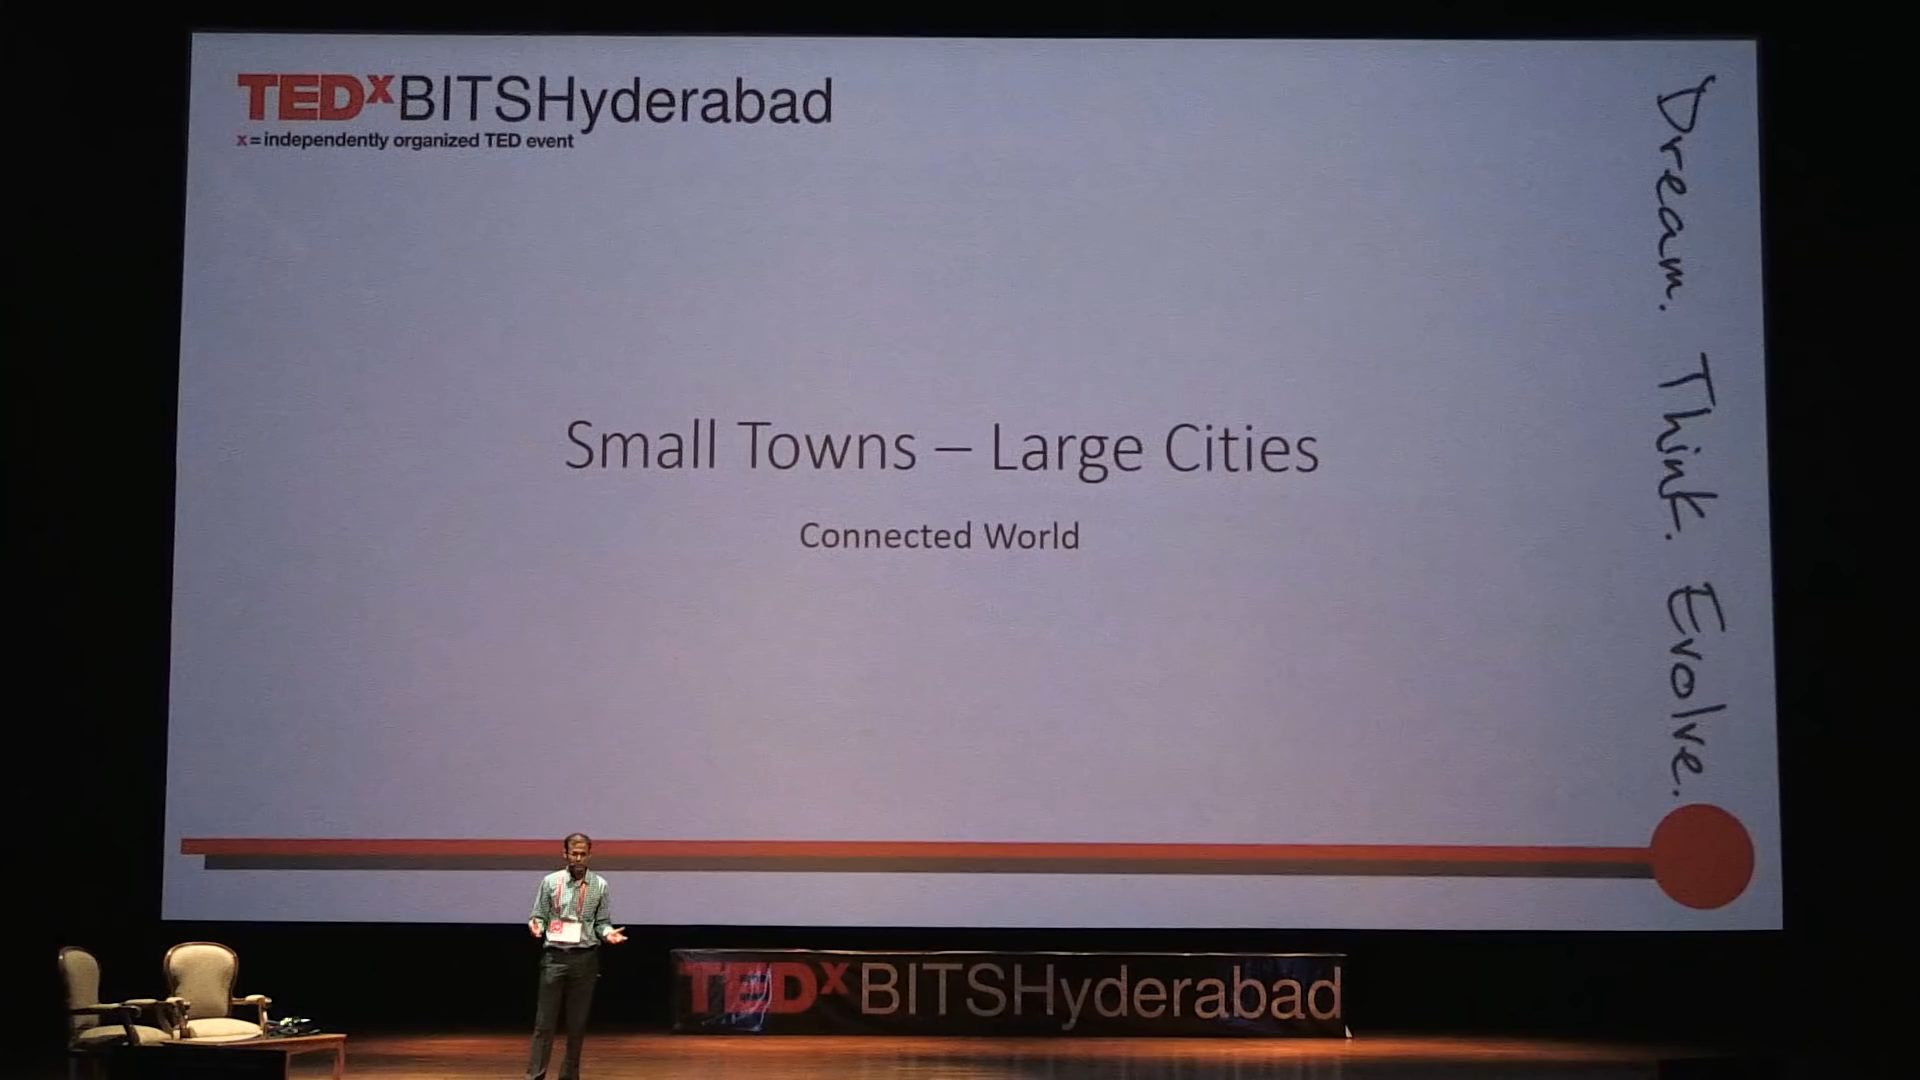 TEDxBITSHyderabad
x=independently organized TED event
Dream. Think. Evolve.
Small Towns – Large Cities
Connected World
TEDxBITSHyderabad